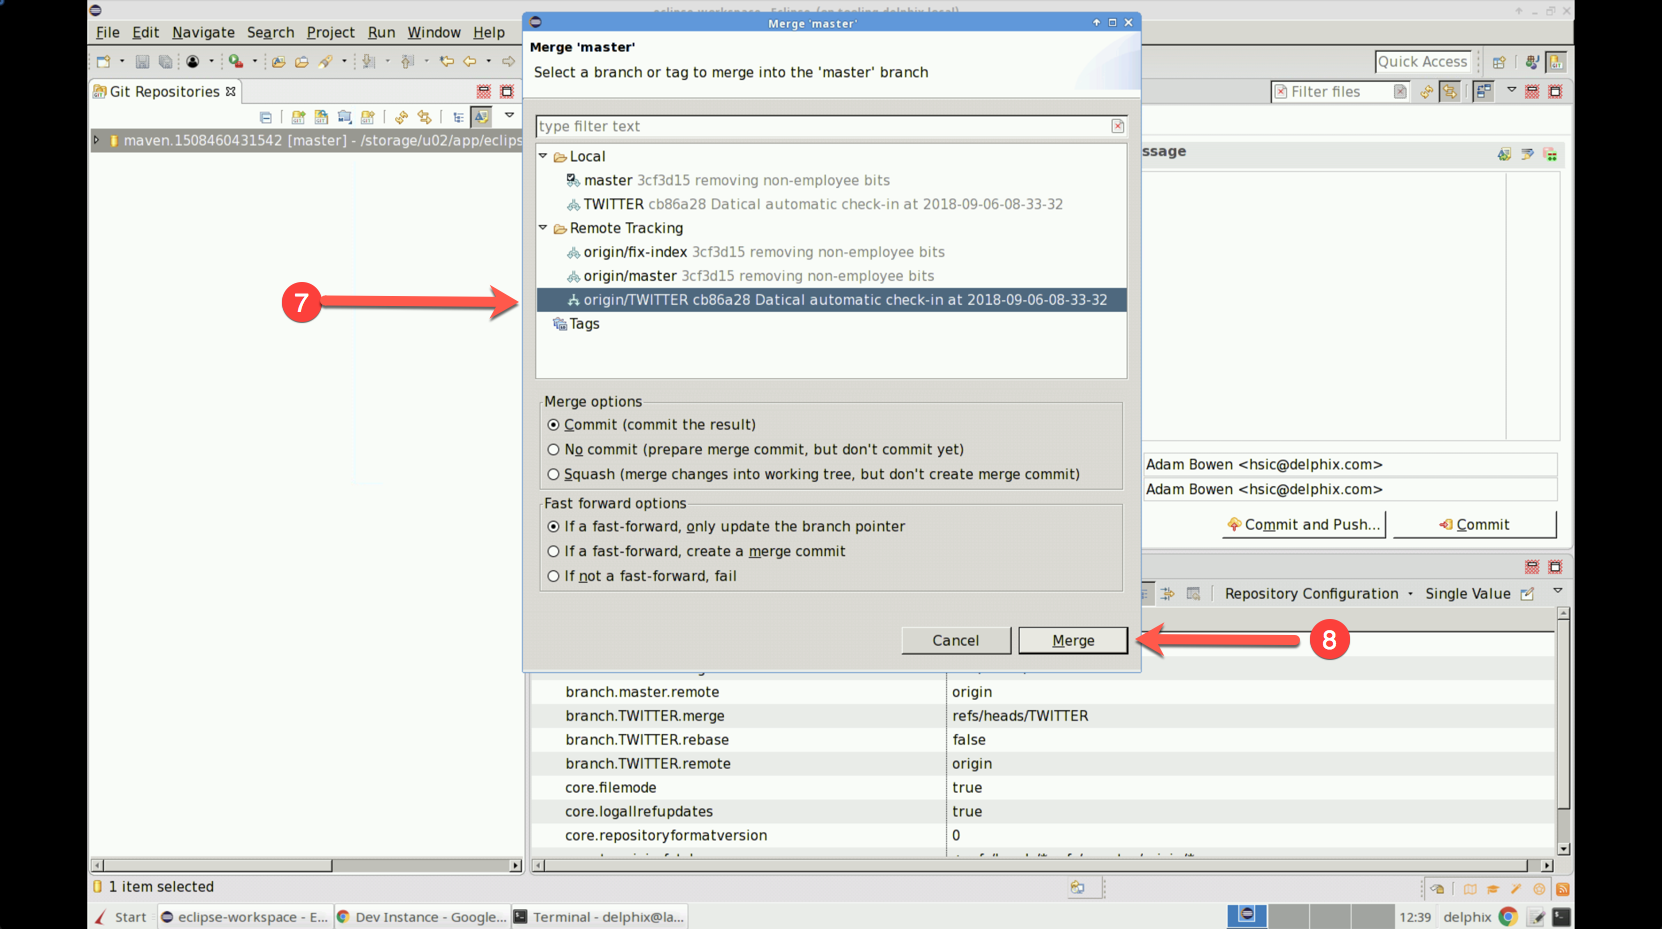 Merge 'master'
File Edit Navigate Search Project Run Window Help
Merge 'master'
Select a branch or tag to merge into the 'master' branch
Quick Access
Git Repositories
Filter files
type filter text
maven.1508460431542 [master] - /storage/u02/app/eclips
ssage
Local
master 3cf3d15 removing non-employee bits
TWITTER cb86a28 Datical automatic check-in at 2018-09-06-08-33-32
Remote Tracking
origin/fix-index 3cf3d15 removing non-employee bits
origin/master 3cf3d15 removing non-employee bits
7
origin/TWITTER cb86a28 Datical automatic check-in at 2018-09-06-08-33-32
Tags
Merge options
Commit (commit the result)
No commit (prepare merge commit, but don't commit yet)
Squash (merge changes into working tree, but don't create merge commit)
Adam Bowen <hsic@delphix.com>
Adam Bowen <hsic@delphix.com>
Fast forward options
If a fast-forward, only update the branch pointer
If a fast-forward, create a merge commit
If not a fast-forward, fail
Commit and Push... Commit
Repository Configuration Single Value
Cancel Merge
8
branch.master.remote origin
branch.TWITTER.merge refs/heads/TWITTER
branch.TWITTER.rebase false
branch.TWITTER.remote origin
core.filemode true
core.logallrefupdates true
core.repositoryformatversion 0
1 item selected
Start eclipse-workspace - E... Dev Instance - Google... Terminal - delphix@la... 12:39 delphix